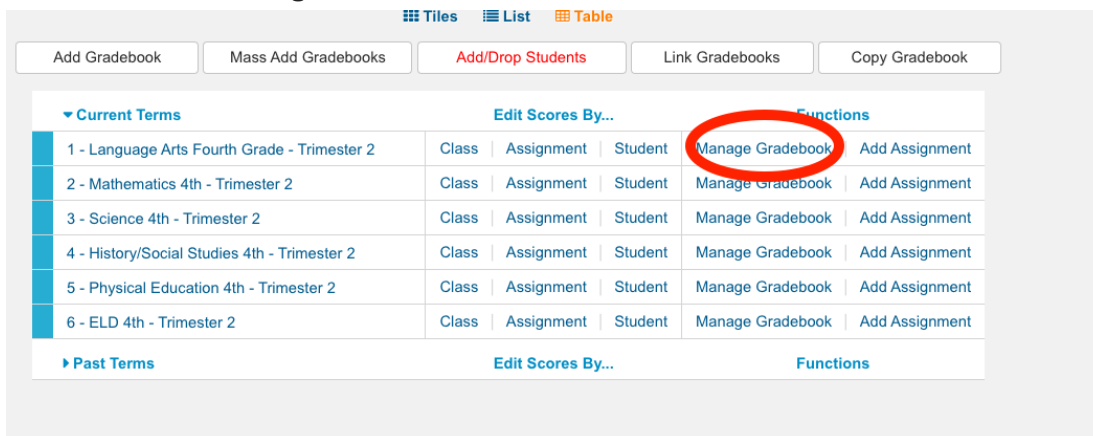 Tiles List Table
Add Gradebook Mass Add Gradebooks Add/Drop Students Link Gradebooks Copy Gradebook
Current Terms Edit Scores By... Functions
1 - Language Arts Fourth Grade - Trimester 2 Class Assignment Student Manage Gradebook Add Assignment
2 - Mathematics 4th - Trimester 2 Class Assignment Student Manage Gradebook Add Assignment
3 - Science 4th - Trimester 2 Class Assignment Student Manage Gradebook Add Assignment
4 - History/Social Studies 4th - Trimester 2 Class Assignment Student Manage Gradebook Add Assignment
5 - Physical Education 4th - Trimester 2 Class Assignment Student Manage Gradebook Add Assignment
6 - ELD 4th - Trimester 2 Class Assignment Student Manage Gradebook Add Assignment
Past Terms Edit Scores By... Functions